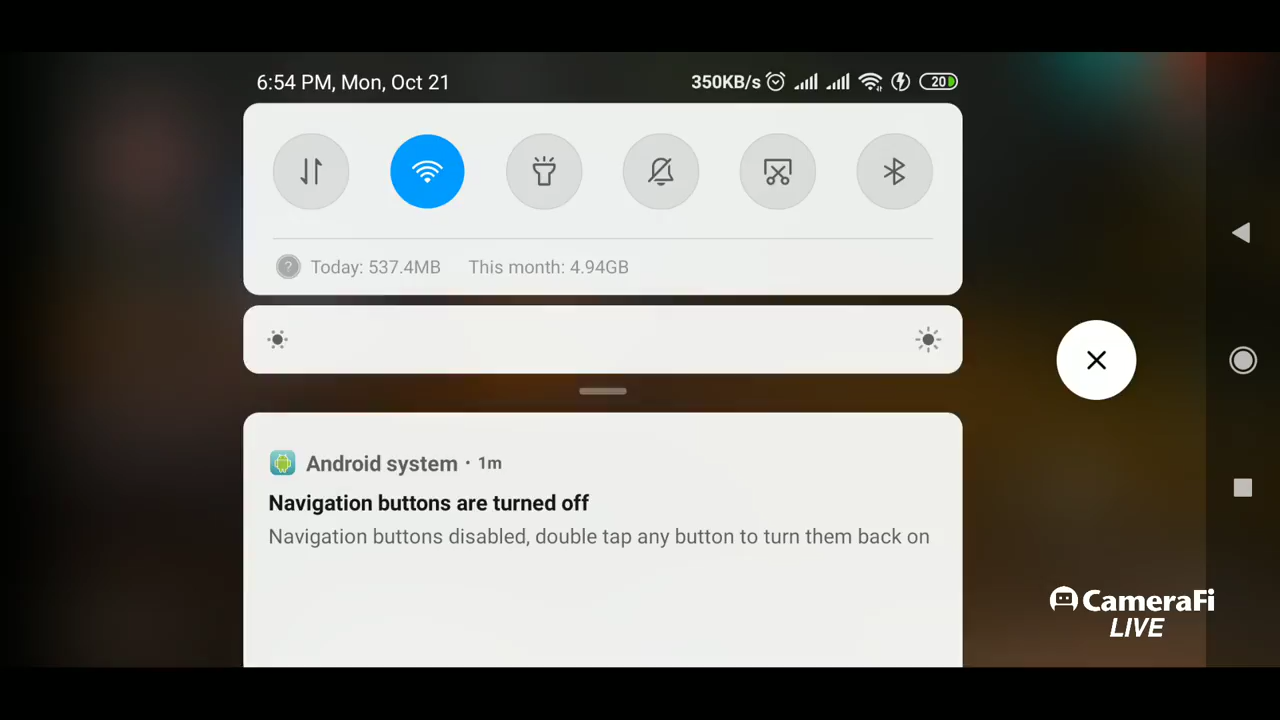 6:54 PM, Mon, Oct 21 350KB/s 20
Today: 537.4MB This month: 4.94GB
Android system · 1m
Navigation buttons are turned off
Navigation buttons disabled, double tap any button to turn them back on
CameraFi
LIVE